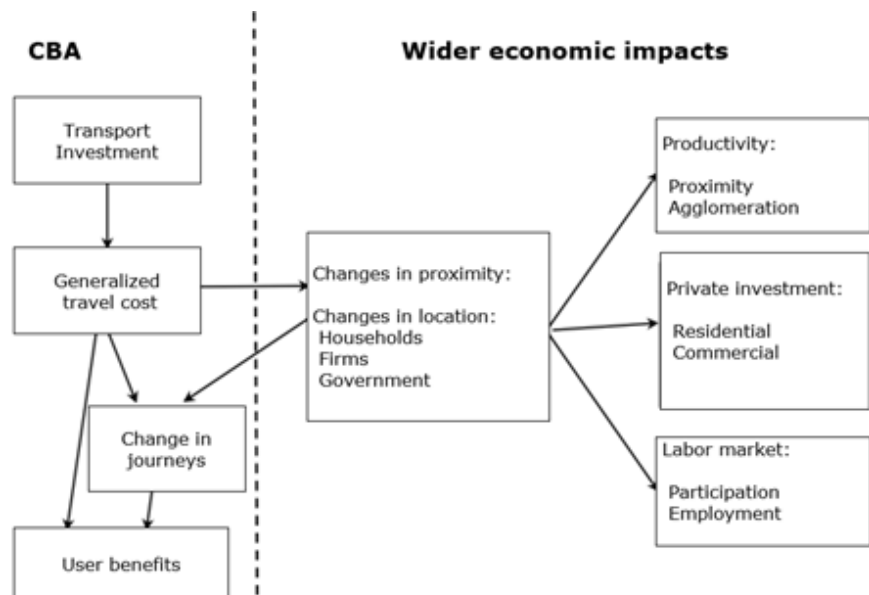 CBA
Wider economic impacts
Transport
Investment
Generalized
travel cost
Change in
journeys
User benefits
Changes in proximity:
Changes in location:
Households
Firms
Government
Productivity:
Proximity
Agglomeration
Private investment:
Residential
Commercial
Labor market:
Participation
Employment